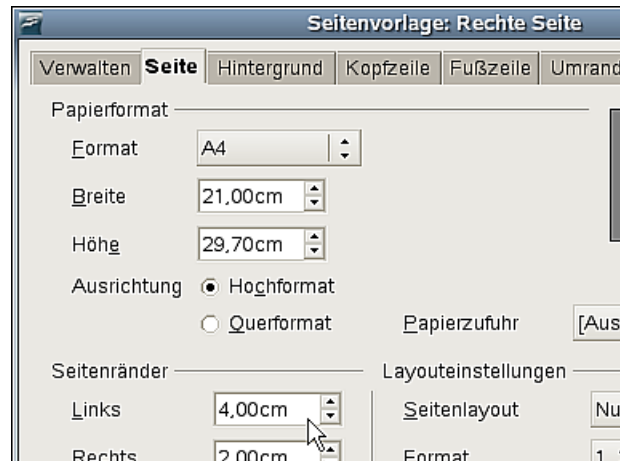 Seitenvorlage: Rechte Seite
Verwalten Seite Hintergrund Kopfzeile Fußzeile Umrand
Papierformat
Format A4
Breite 21,00cm
Höhe 29,70cm
Ausrichtung Hochformat
Querformat Papierzufuhr [Aus
Seitenränder Layouteinstellungen
Links 4,00cm Seitenlayout Nu
Rechts 2,00cm Format 1,